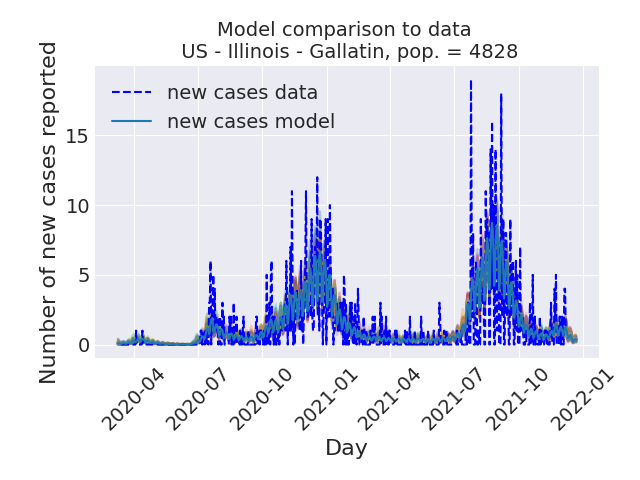 Model comparison to data
US - Illinois - Gallatin, pop. = 4828
new cases data
new cases model
Number of new cases reported
15
10
5
0
2020-04
2020-07
2020-10
2021-01
2021-04
2021-07
2021-10
2022-01
Day